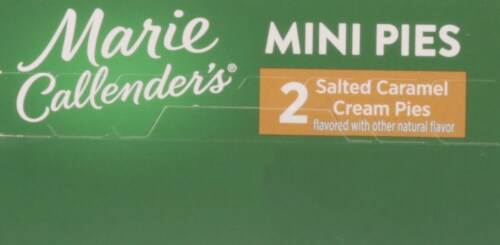 Marie
Callender's®
MINI PIES
2 Salted Caramel
Cream Pies
flavored with other natural flavor